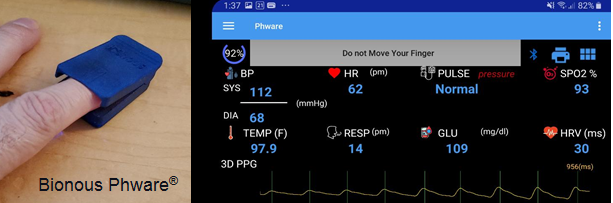 Bionous Phware®
1:37 21
82%
Phware
92%
Do not Move Your Finger
BP
HR (pm)
PULSE pressure
SPO2 %
SYS 112
62
Normal
93
(mmHg)
DIA 68
TEMP (F)
RESP (pm)
GLU (mg/dl)
HRV (ms)
97.9
14
109
30
3D PPG
956(ms)